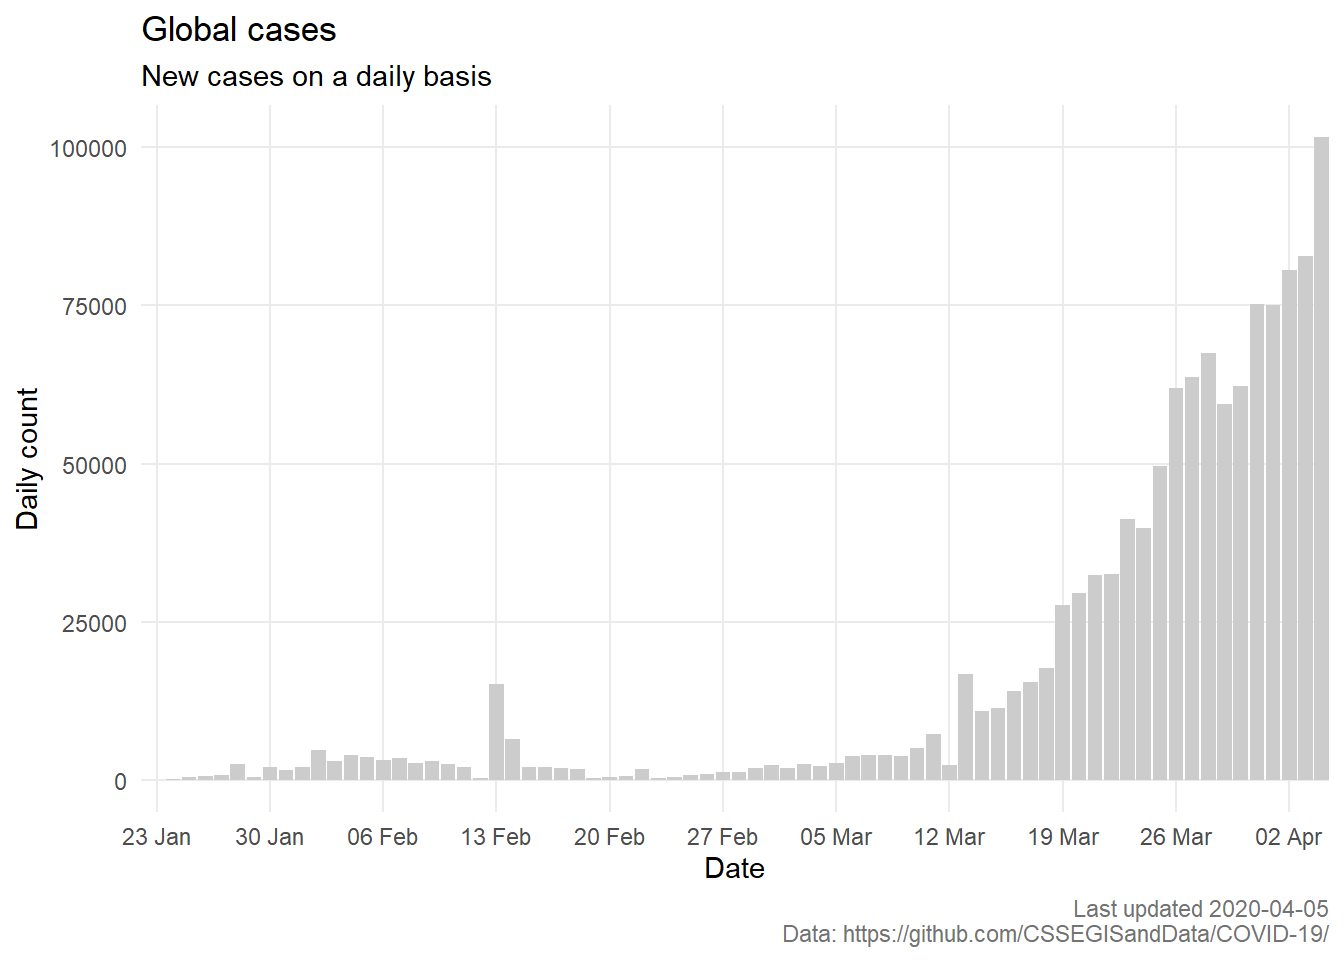 Global cases
New cases on a daily basis
Daily count
100000
75000
50000
25000
0
23 Jan 30 Jan 06 Feb 13 Feb 20 Feb 27 Feb 05 Mar 12 Mar 19 Mar 26 Mar 02 Apr
Date
Last updated 2020-04-05
Data: https://github.com/CSSEGISandData/COVID-19/